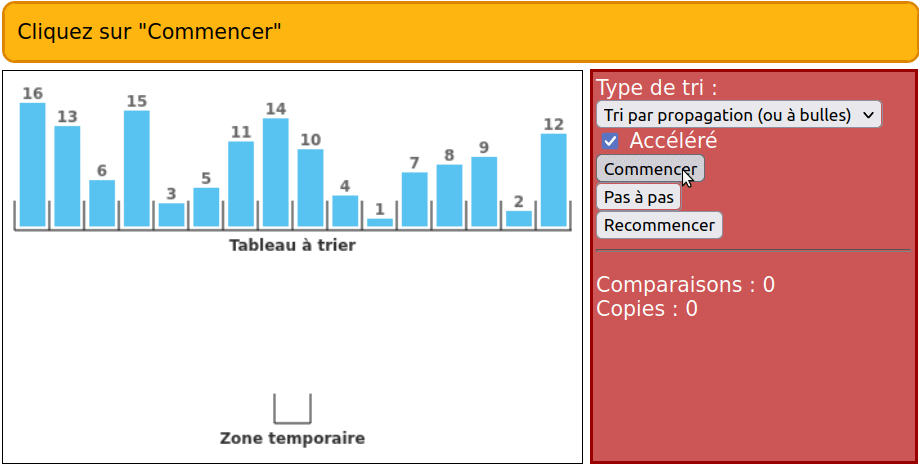 Cliquez sur "Commencer"
16 13 6 15 3 5 11 14 10 4 1 7 8 9 2 12
Tableau à trier
Zone temporaire
Type de tri :
Tri par propagation (ou à bulles)
Accéléré
Commencer
Pas à pas
Recommencer
Comparaisons : 0
Copies : 0